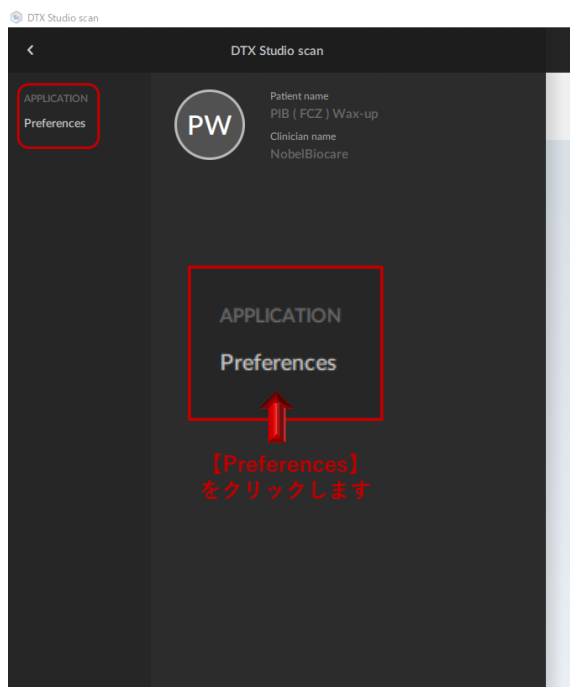 DTX Studio scan
DTX Studio scan
APPLICATION
Preferences
PW
Patient name
PIB ( FCZ ) Wax-up
Clinician name
NobelBiocare
APPLICATION
Preferences
【Preferences】
をクリックします